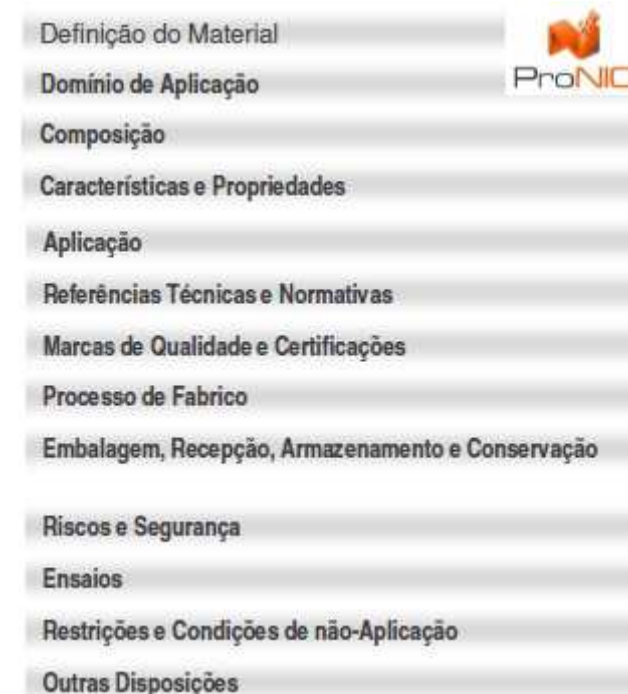 Definição do Material
ProNIC
Domínio de Aplicação
Composição
Características e Propriedades
Aplicação
Referências Técnicas e Normativas
Marcas de Qualidade e Certificações
Processo de Fabrico
Embalagem, Recepção, Armazenamento e Conservação
Riscos e Segurança
Ensaios
Restrições e Condições de não-Aplicação
Outras Disposições